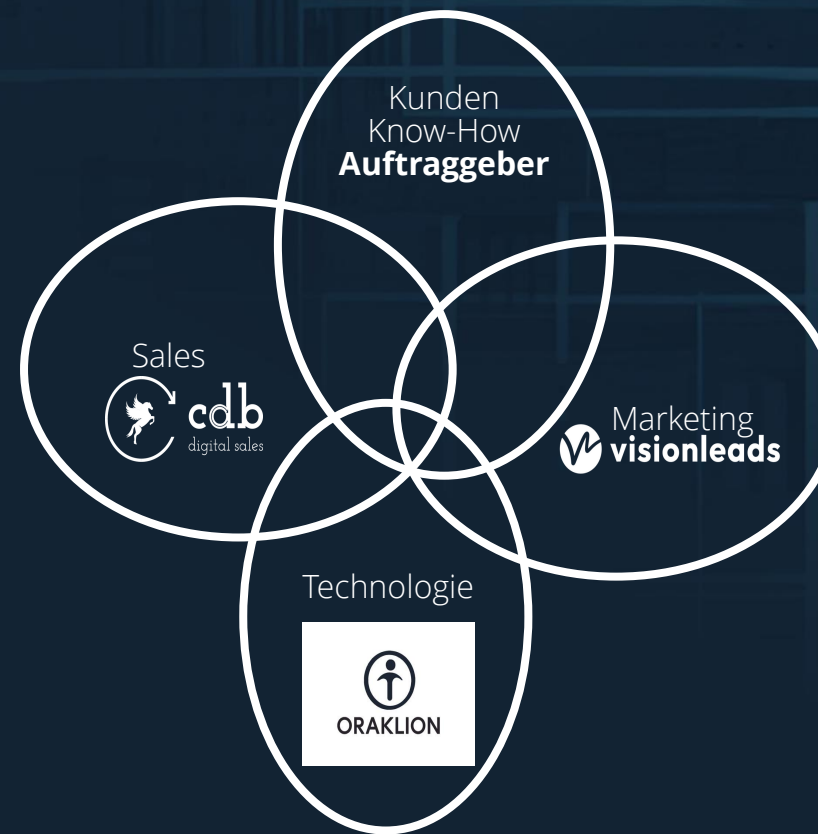 Kunden
Know-How
Auftraggeber
Sales
cdb
digital sales
Marketing
visionleads
Technologie
ORAKLION